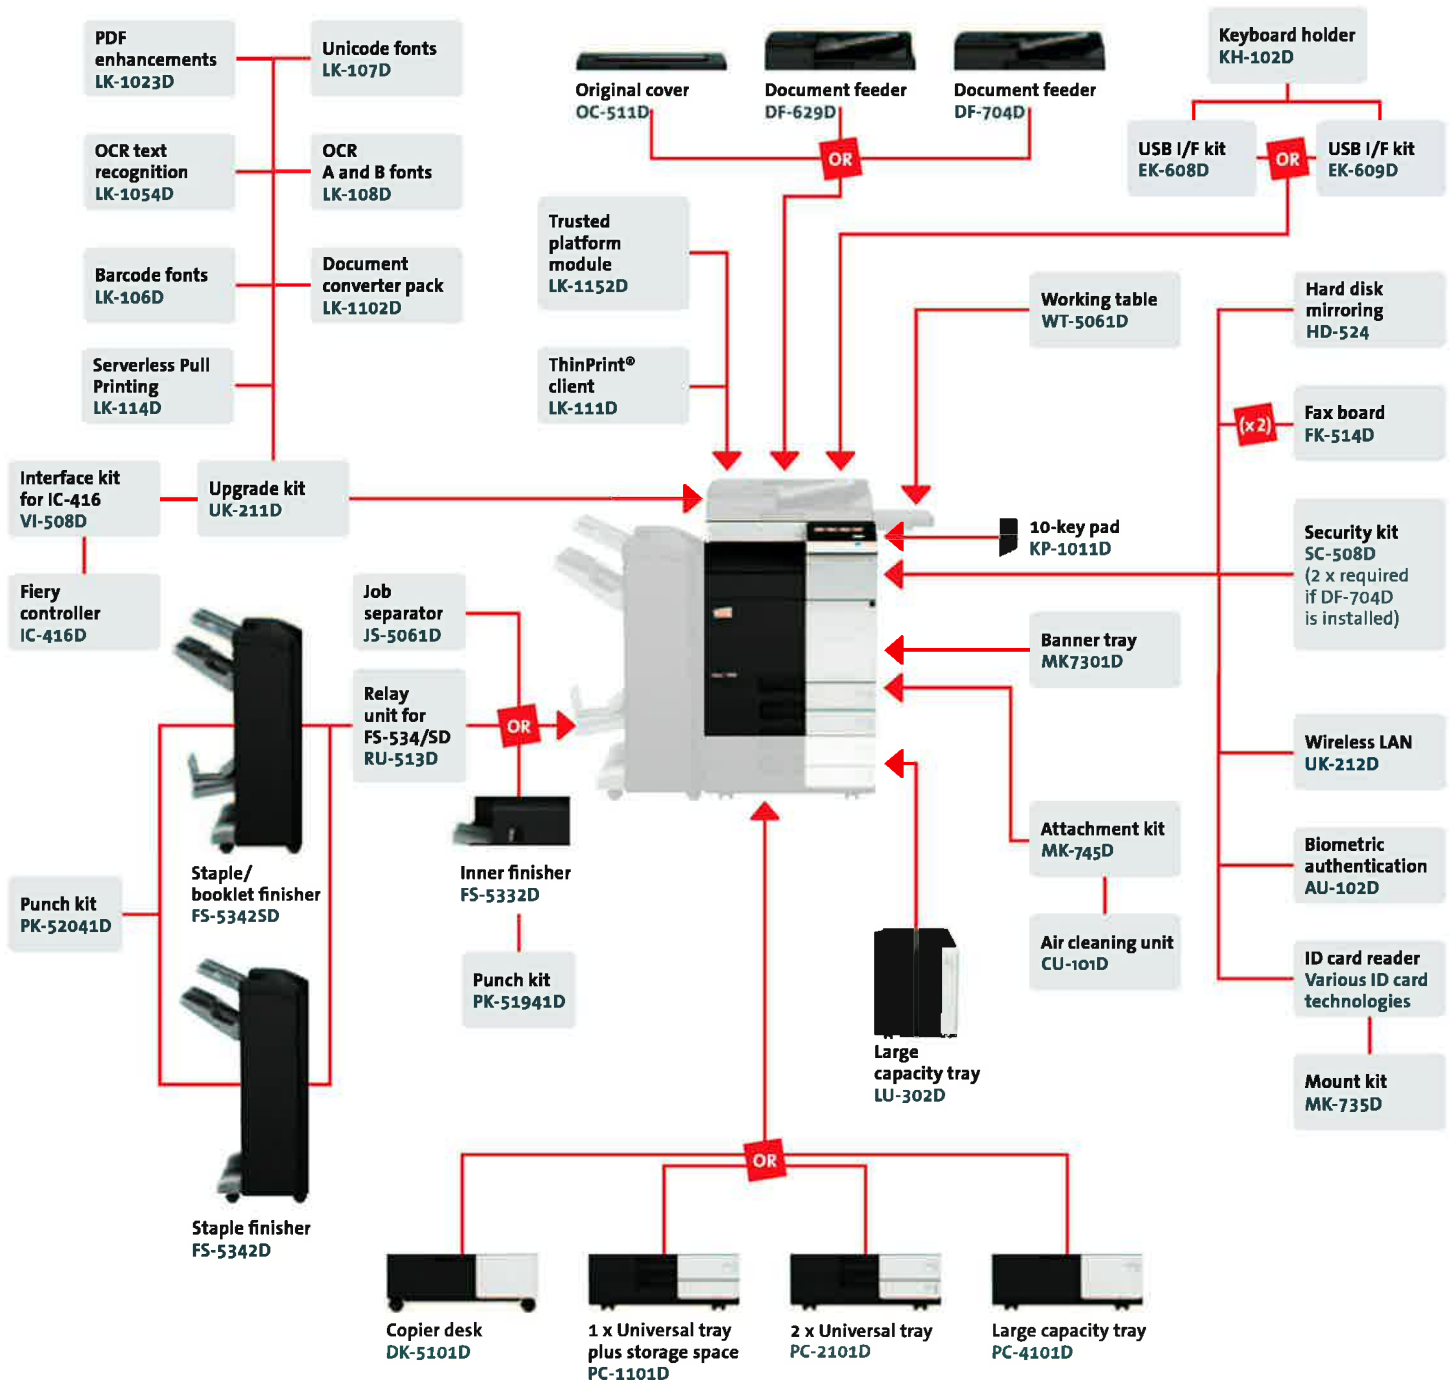 PDF
enhancements
LK-1023D
Unicode fonts
LK-107D
OCR text
recognition
LK-1054D
OCR
A and B fonts
LK-108D
Barcode fonts
LK-106D
Document
converter pack
LK-1102D
Serverless Pull
Printing
LK-114D
Interface kit
for IC-416
VI-508D
Upgrade kit
UK-211D
Fiery
controller
IC-416D
Original cover
OC-511D
Document feeder
DF-629D
Document feeder
DF-704D
OR
Keyboard holder
KH-102D
USB I/F kit
EK-608D
OR
USB I/F kit
EK-609D
Trusted
platform
module
LK-1152D
ThinPrint®
client
LK-111D
Working table
WT-5061D
Hard disk
mirroring
HD-524
(x2)
Fax board
FK-514D
10-key pad
KP-1011D
Security kit
SC-508D
(2 x required
if DF-704D
is installed)
Job
separator
JS-5061D
Relay
unit for
FS-534/SD
RU-513D
OR
Banner tray
MK7301D
Wireless LAN
UK-212D
Attachment kit
MK-745D
Biometric
authentication
AU-102D
Staple/
booklet finisher
FS-5342SD
Inner finisher
FS-5332D
Punch kit
PK-52041D
Punch kit
PK-51941D
Air cleaning unit
CU-101D
ID card reader
Various ID card
technologies
Large
capacity tray
LU-302D
Mount kit
MK-735D
Staple finisher
FS-5342D
OR
Copier desk
DK-5101D
1 x Universal tray
plus storage space
PC-1101D
2 x Universal tray
PC-2101D
Large capacity tray
PC-4101D